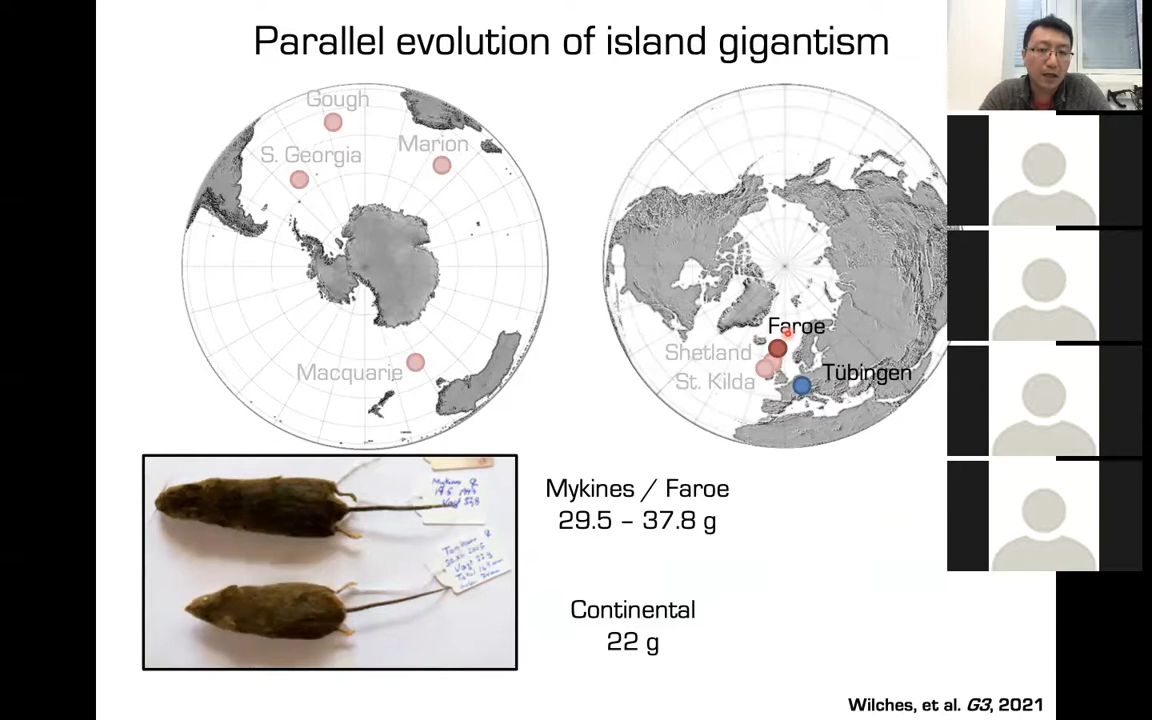 Parallel evolution of island gigantism
Gough
S. Georgia
Marion
Macquarie
Faroe
Shetland
St. Kilda
Tübingen
Mykines / Faroe
29.5 – 37.8 g
Continental
22 g
Mykines ♀
Wilches, et al. G3, 2021